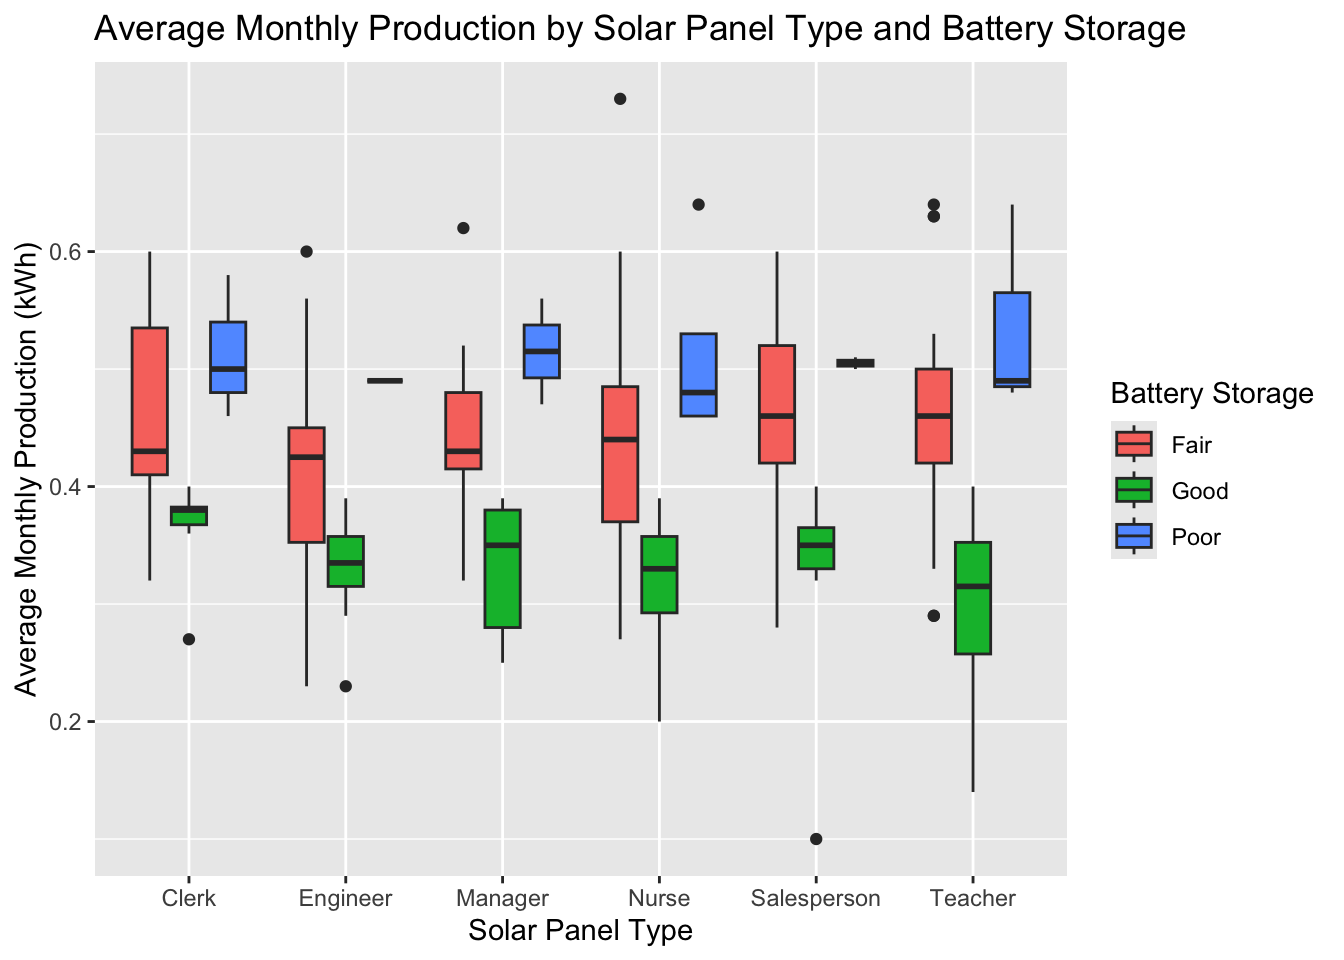 Average Monthly Production by Solar Panel Type and Battery Storage
Average Monthly Production (kWh)
0.6
0.4
0.2
Clerk Engineer Manager Nurse Salesperson Teacher
Solar Panel Type
Battery Storage
Fair
Good
Poor